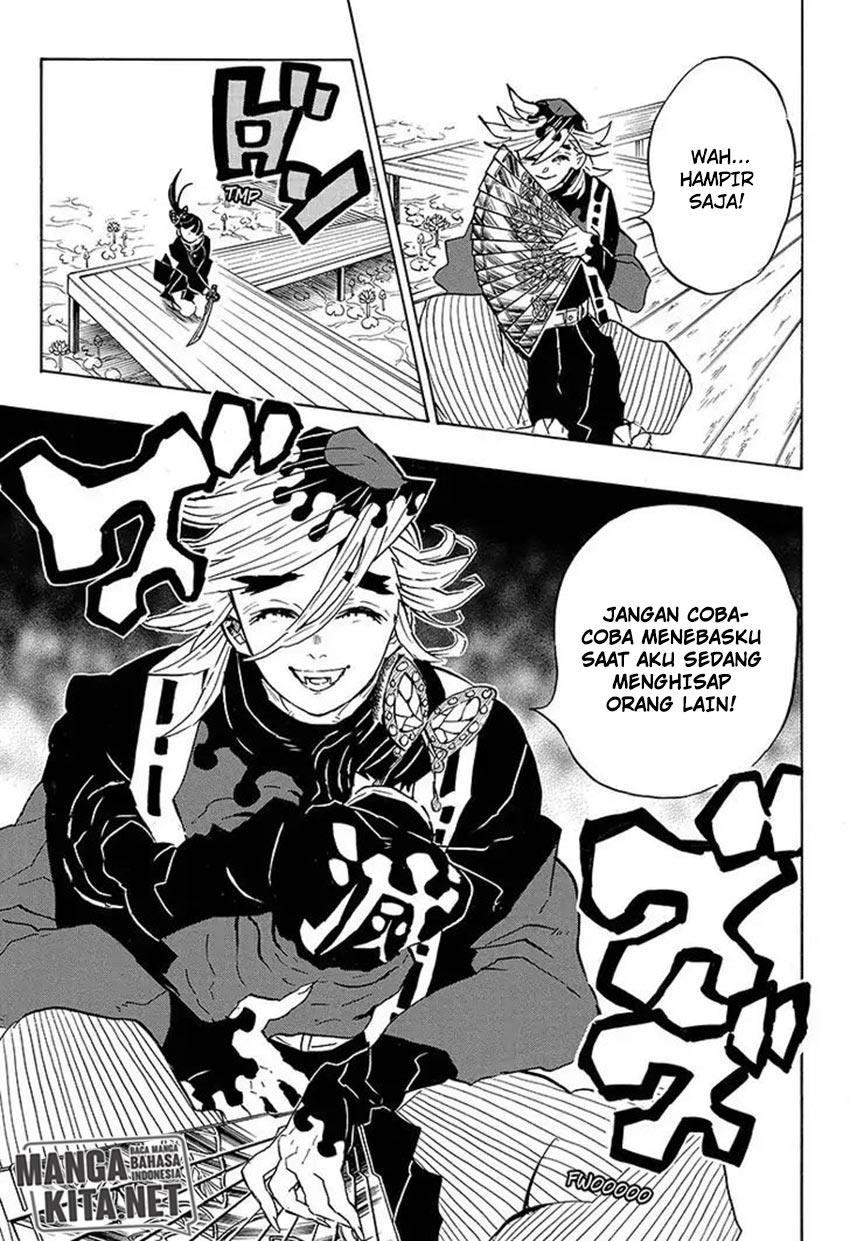 WAH...
HAMPIR
SAJA!
ドン
TMP
JANGAN COBA-
COBA MENEBASKU
SAAT AKU SEDANG
MENGHISAP
ORANG LAIN!
滅
FWOOOOO
MANGA
KITA.NET
BACA MANGA
BAHASA
INDONESIA